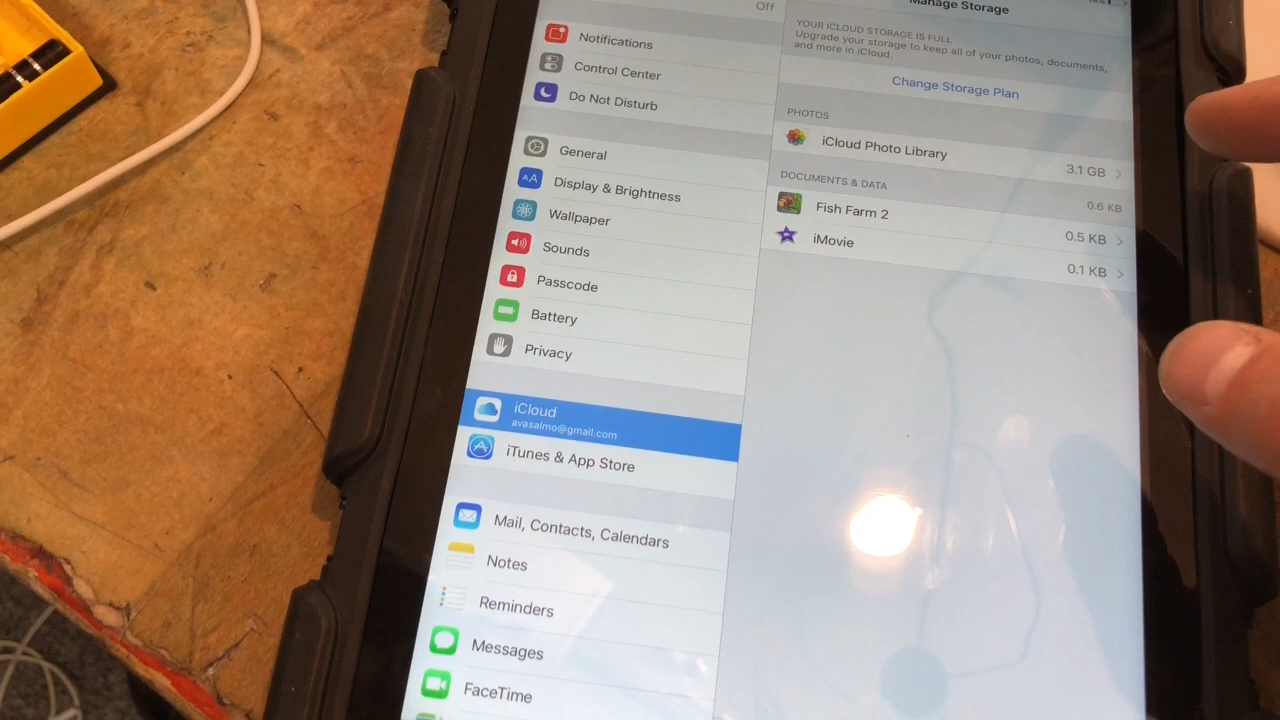 Off
Notifications
Control Center
Do Not Disturb
General
Display & Brightness
AA
Wallpaper
Sounds
Passcode
Battery
Privacy
iCloud
avasalmo@gmail.com
iTunes & App Store
Mail, Contacts, Calendars
Notes
Reminders
Messages
FaceTime
Manage Storage
YOUR ICLOUD STORAGE IS FULL
Upgrade your storage to keep all of your photos, documents,
and more in iCloud.
Change Storage Plan
PHOTOS
iCloud Photo Library 3.1 GB
DOCUMENTS & DATA 0.6 KB
Fish Farm 2 0.5 KB
iMovie 0.1 KB